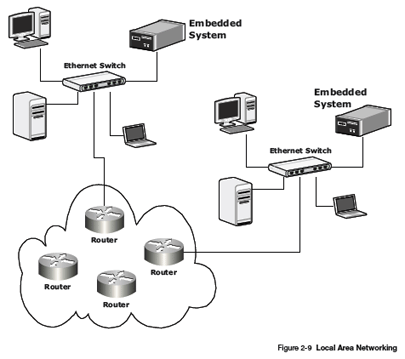 Embedded
System
Ethernet Switch
Embedded
System
Ethernet Switch
Router
Router
Router
Router
Figure 2-9 Local Area Networking